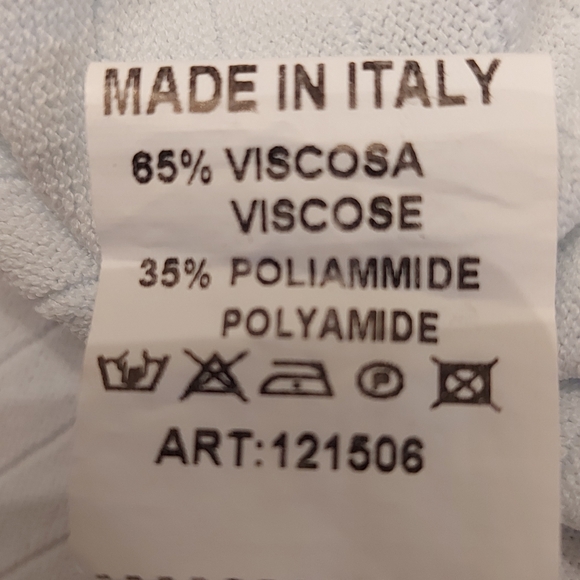 MADE IN ITALY
65% VISCOSA
VISCOSE
35% POLIAMMIDE
POLYAMIDE
P
ART:121506